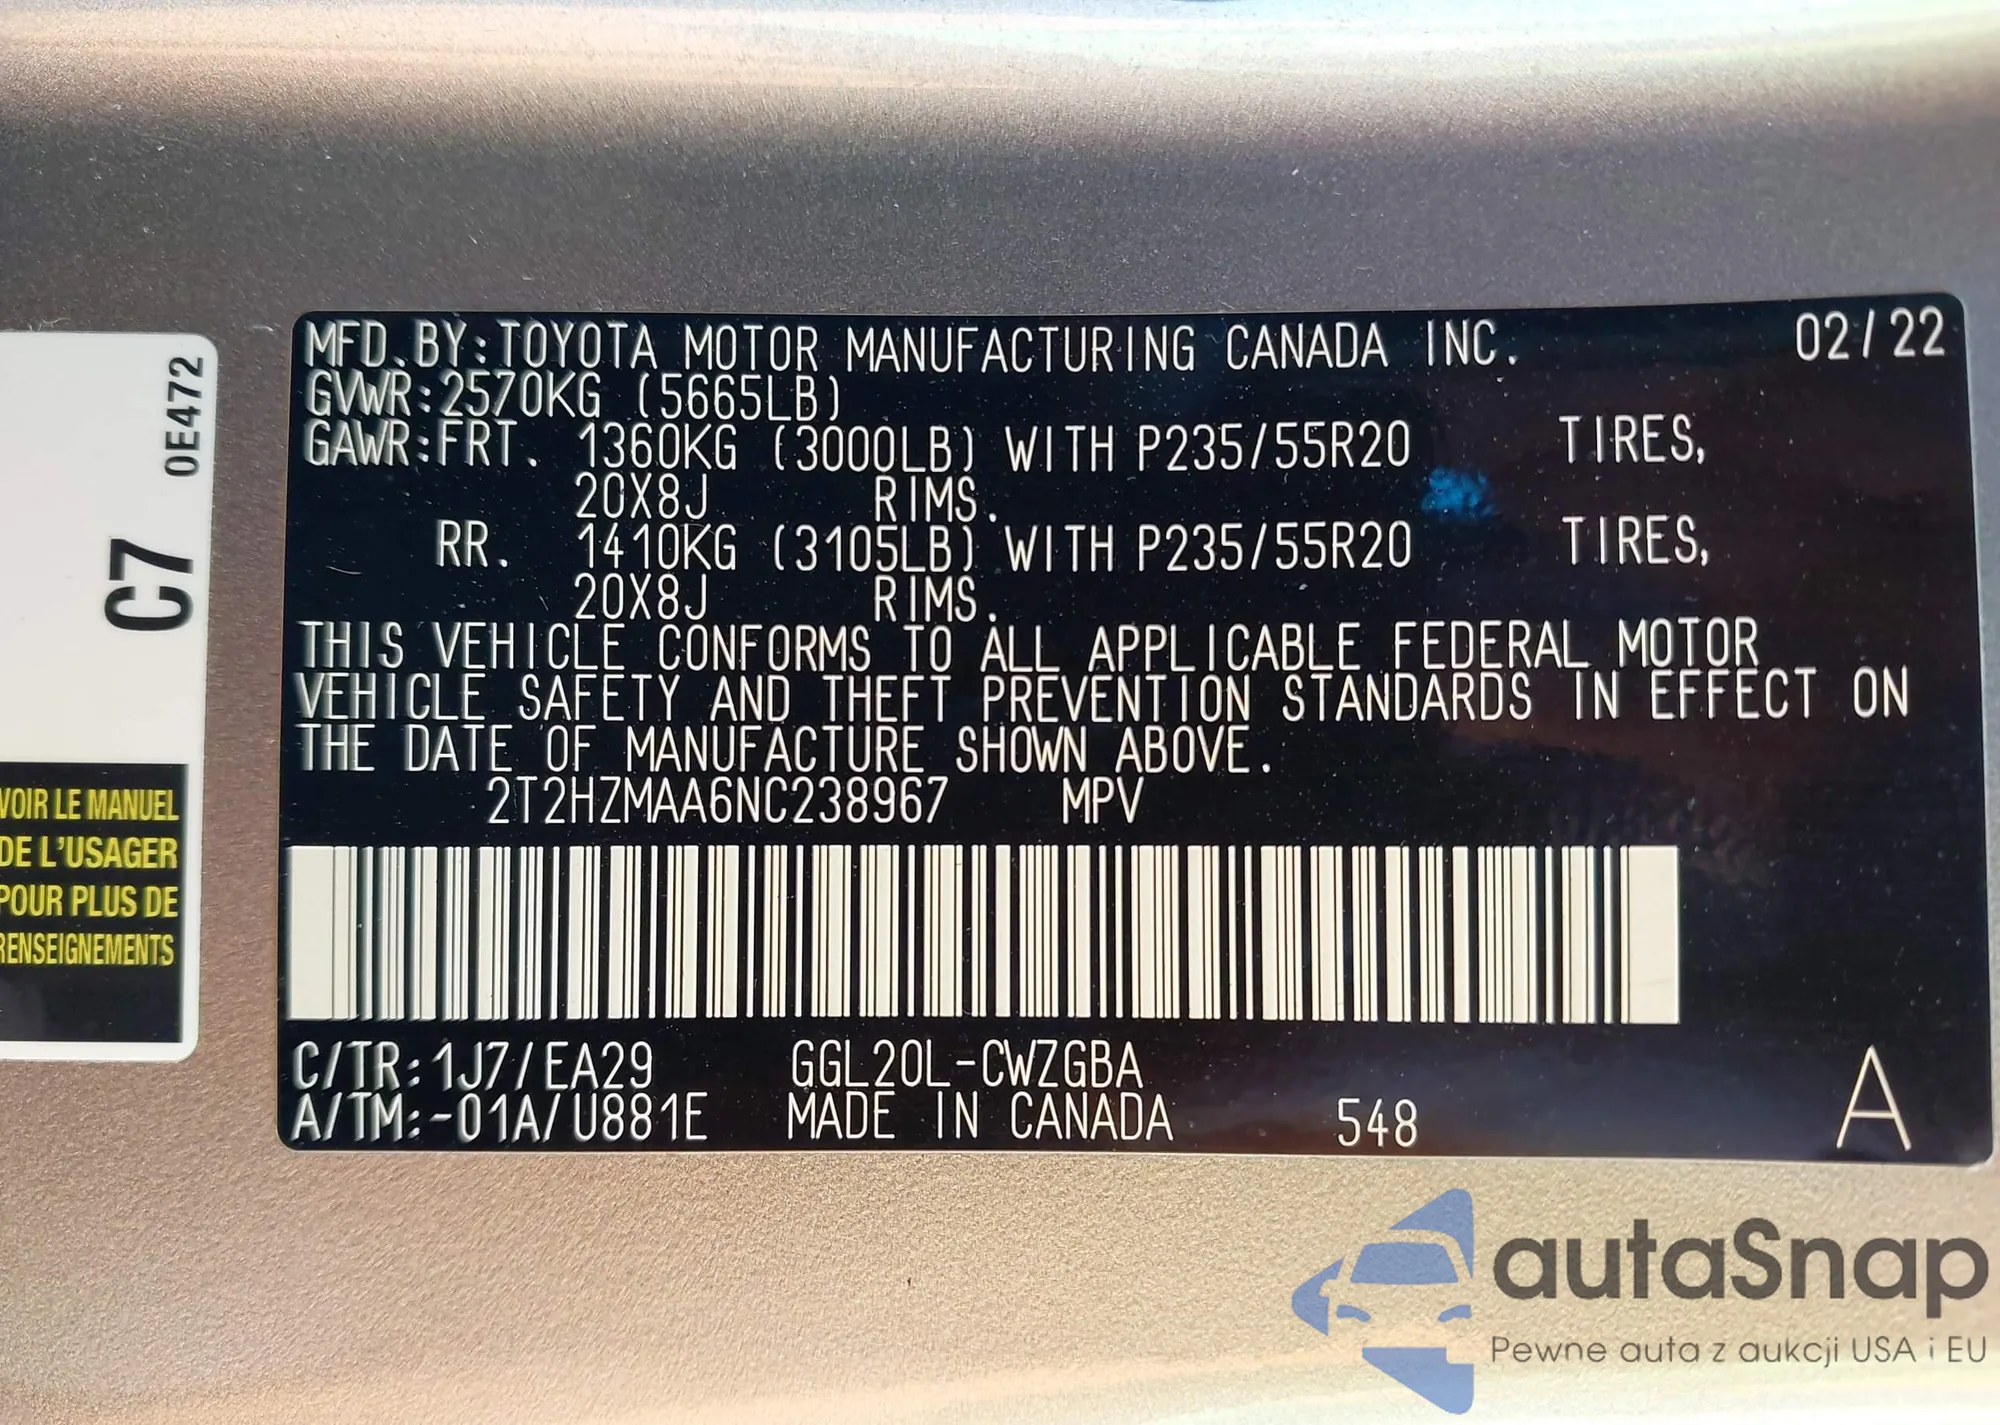 MFD.BY:TOYOTA MOTOR MANUFACTURING CANADA INC. 02/22
GVWR:2570KG (5665LB)
GAWR:FRT. 1360KG (3000LB) WITH P235/55R20 TIRES,
20X8J RIMS.
RR. 1410KG (3105LB) WITH P235/55R20 TIRES,
20X8J RIMS.
THIS VEHICLE CONFORMS TO ALL APPLICABLE FEDERAL MOTOR
VEHICLE SAFETY AND THEFT PREVENTION STANDARDS IN EFFECT ON
THE DATE OF MANUFACTURE SHOWN ABOVE.
2T2HZMAA6NC238967 MPV
C/TR:1J7/EA29 GGL20L-CWZGBA
A/TM:-01A/U881E MADE IN CANADA 548 A
0E472
C7
VOIR LE MANUEL
DE L'USAGER
POUR PLUS DE
RENSEIGNEMENTS
autaSnap
Pewne auta z aukcji USA i EU